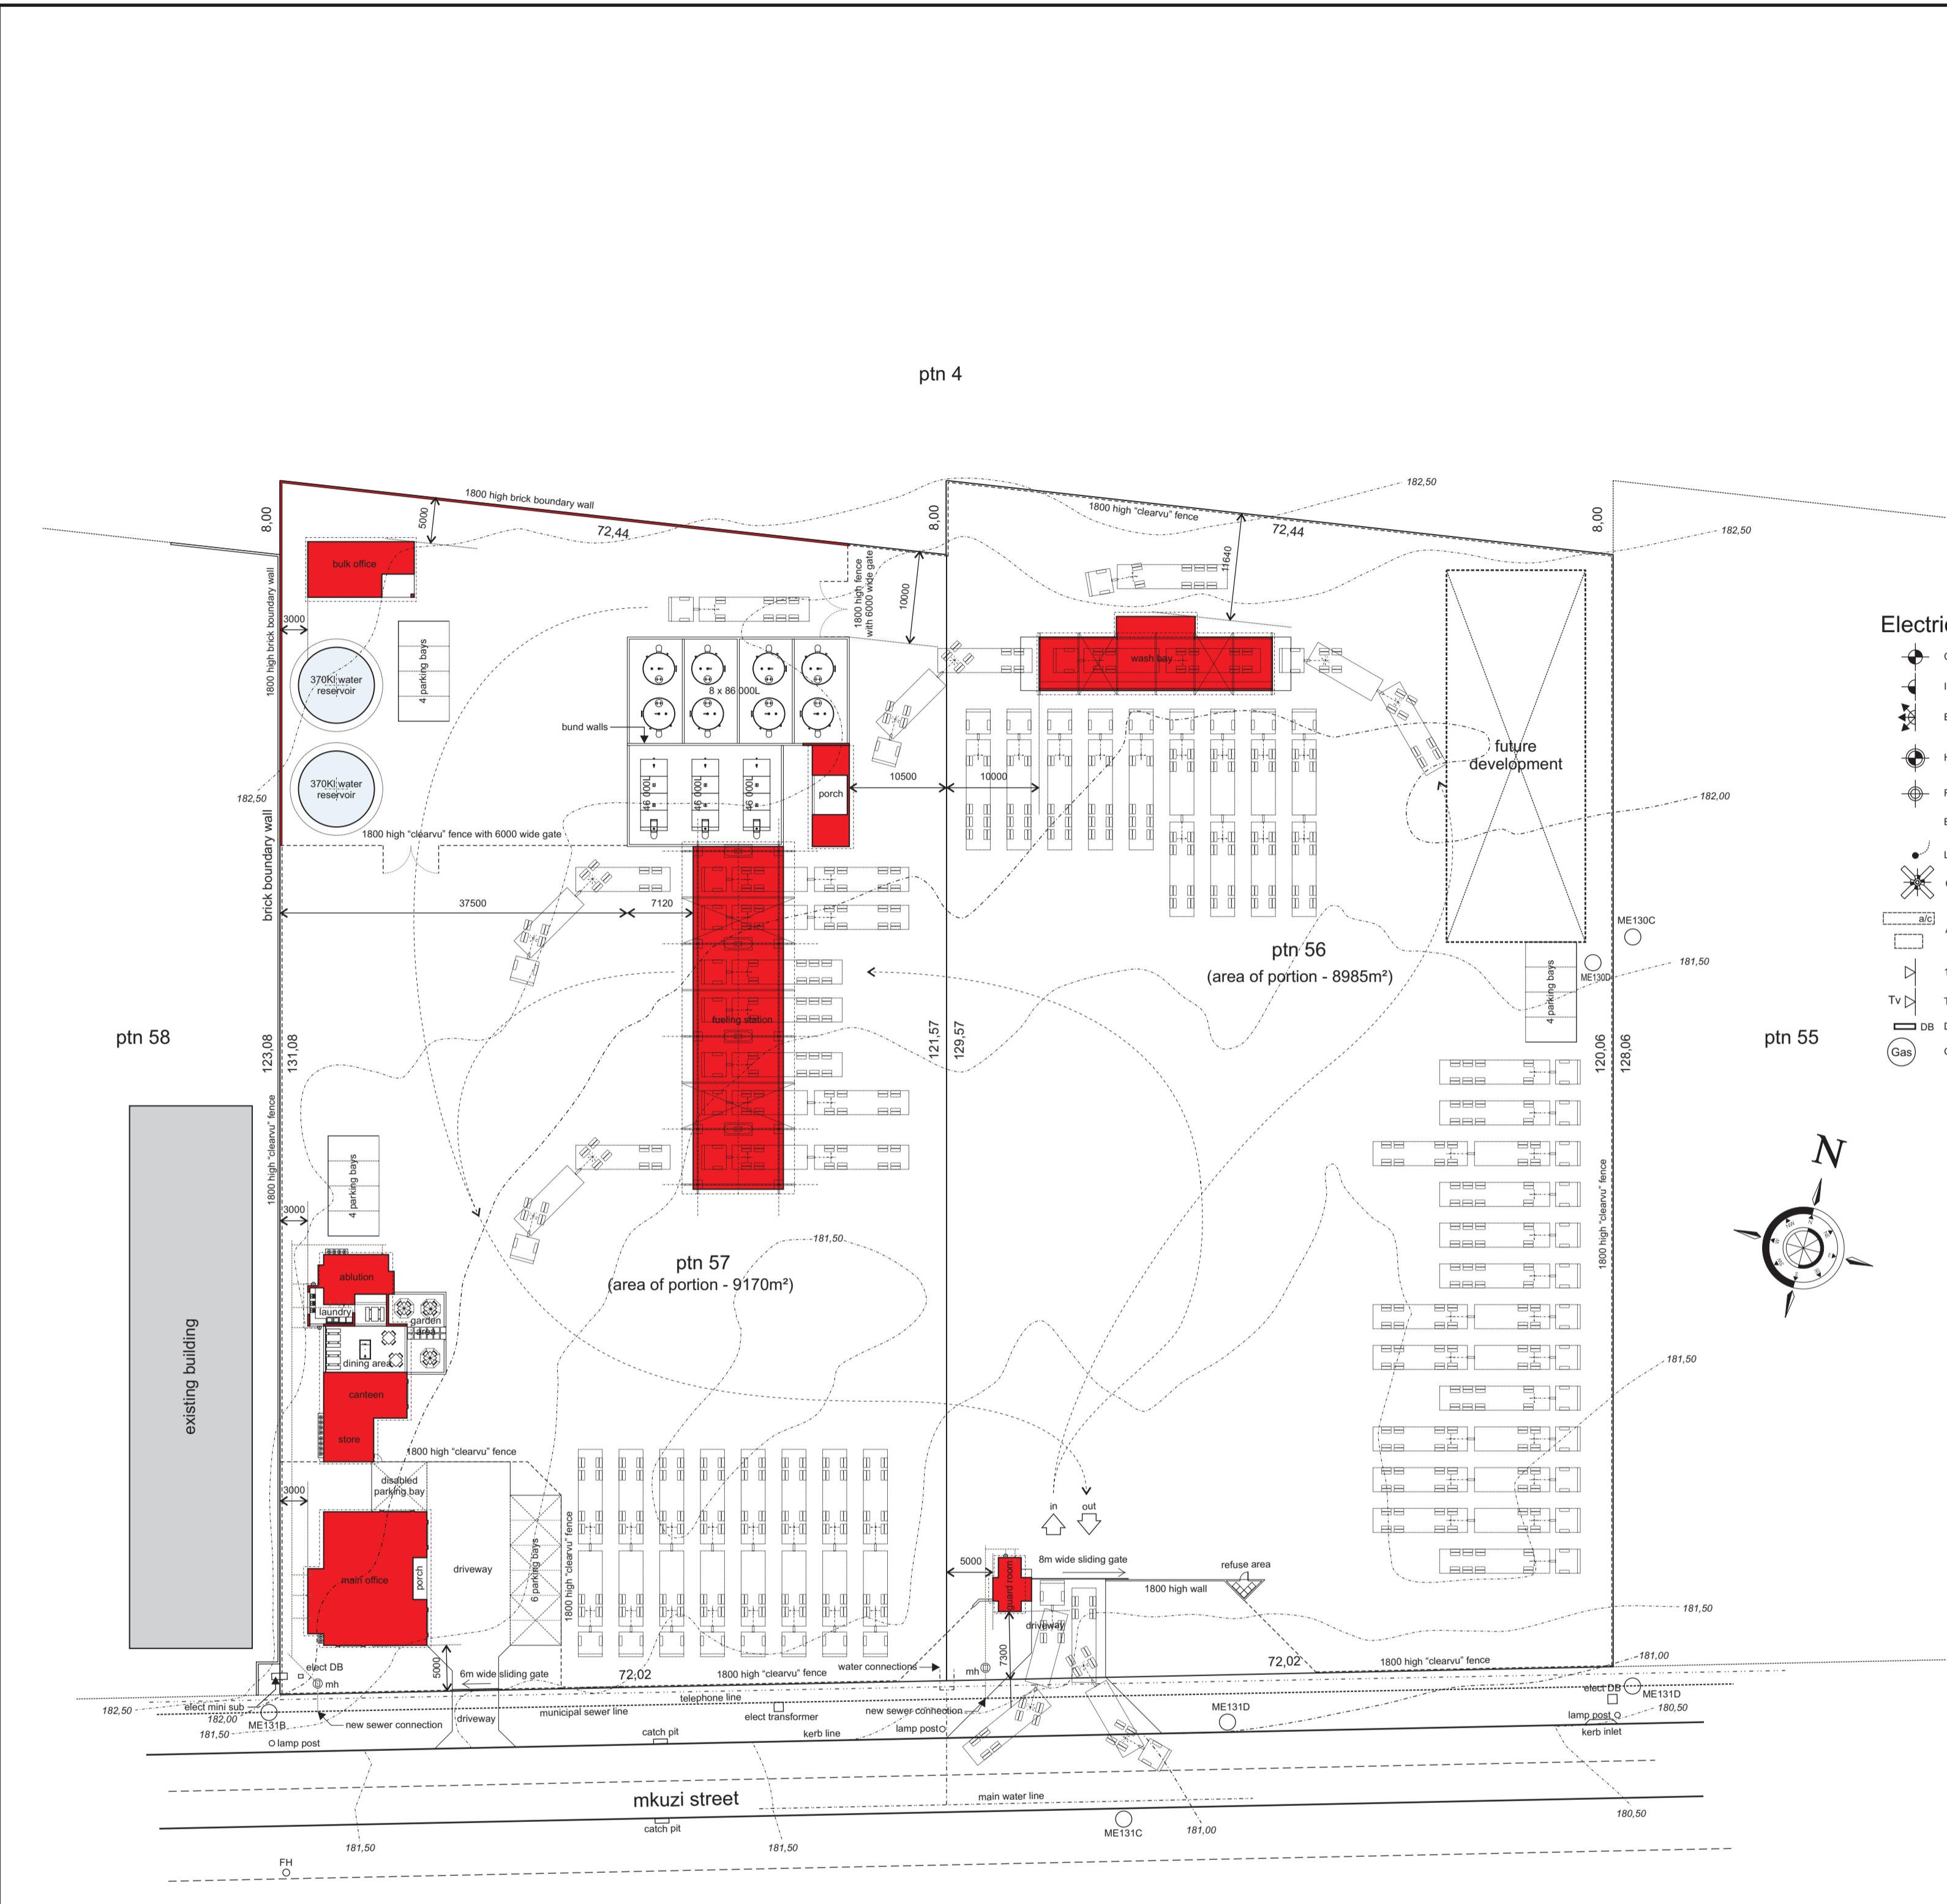 ptn 4
1800 high brick boundary wall
72,44
8,00
5000
8,00
1800 high "clearvu" fence
72,44
8,00
182,50
182,50
11640
bulk office
1800 high brick boundary wall
3000
370Kl water
reservoir
370Kl water
reservoir
4 parking bays
1800 high fence
with 6000 wide gate
10000
8 x 86 000L
bund walls
46 000L
46 000L
46 000L
porch
10500
10000
wash bay
future
development
182,50
182,00
1800 high "clearvu" fence with 6000 wide gate
brick boundary wall
37500
7120
fueling station
ptn 56
(area of portion - 8985m²)
ME130C
ME130D
181,50
4 parking bays
Electric
a/c
Tv
DB
Gas
ptn 58
123,08
131,08
121,57
129,57
120,06
128,06
ptn 55
N
1800 high "clearvu" fence
4 parking bays
3000
1800 high "clearvu" fence
existing building
ptn 57
(area of portion - 9170m²)
181,50
ablution
laundry
garden
area
dining area
canteen
store
1800 high "clearvu" fence
disabled
parking bay
3000
main office
porch
driveway
6 parking bays
1800 high "clearvu" fence
5000
181,50
in
out
5000
guard room
8m wide sliding gate
1800 high wall
refuse area
driveway
7300
181,50
elect DB
mh
6m wide sliding gate
72,02
1800 high "clearvu" fence
water connections
mh
72,02
1800 high "clearvu" fence
181,00
182,50
elect mini sub
182,00
181,50
ME131B
new sewer connection
driveway
telephone line
municipal sewer line
elect transformer
new sewer connection
lamp post
ME131D
elect DB
ME131D
180,50
lamp post
kerb inlet
lamp post
catch pit
kerb line
mkuzi street
main water line
catch pit
ME131C
181,00
180,50
181,50
181,50
FH